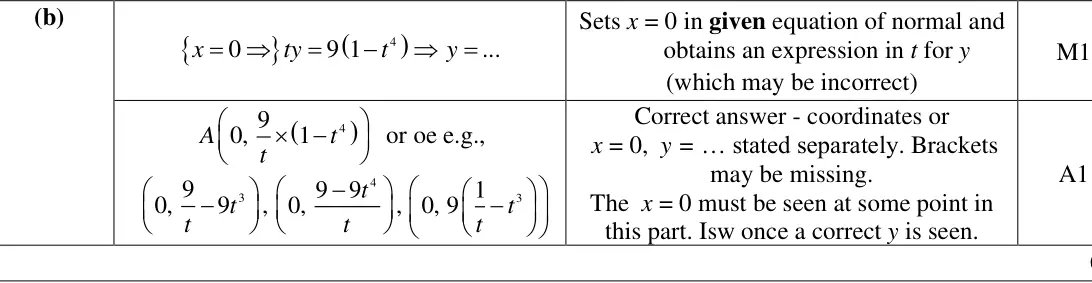 (b)
{x = 0 ⇒} ty = 9(1 − t⁴) ⇒ y = ...
Sets x = 0 in given equation of normal and
obtains an expression in t for y
(which may be incorrect)
M1
A(0, 9/t × (1 − t⁴)) or oe e.g.,
(0, 9/t − 9t³), (0, (9 − 9t⁴)/t), (0, 9(1/t − t³))
Correct answer - coordinates or
x = 0, y = … stated separately. Brackets
may be missing.
The x = 0 must be seen at some point in
this part. Isw once a correct y is seen.
A1